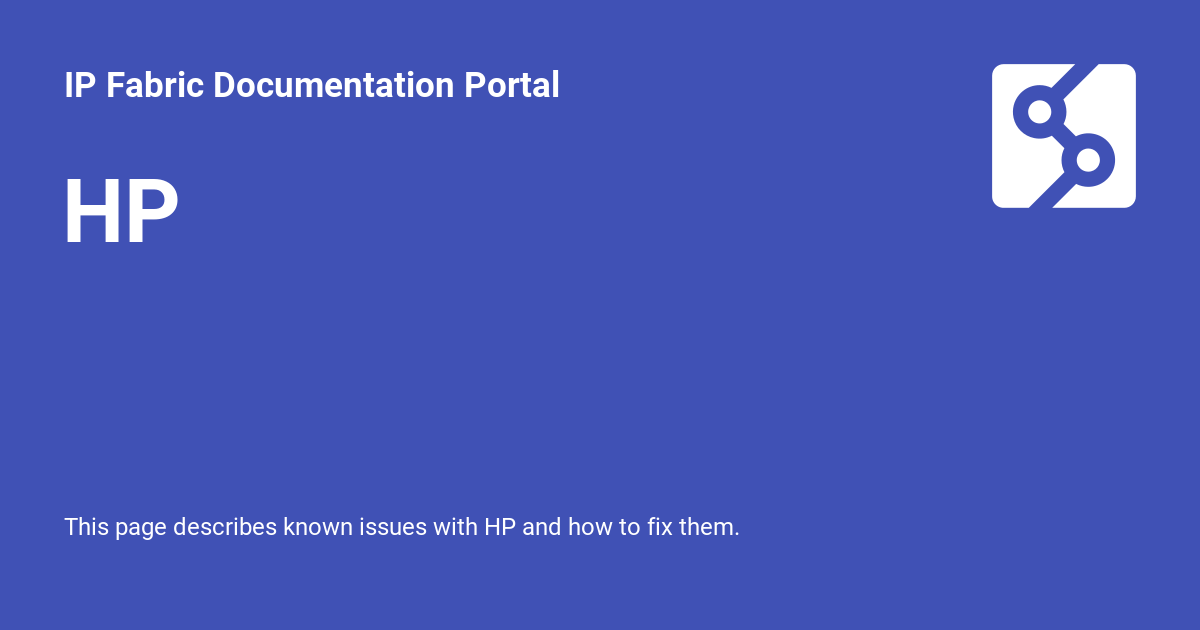 IP Fabric Documentation Portal
HP
This page describes known issues with HP and how to fix them.